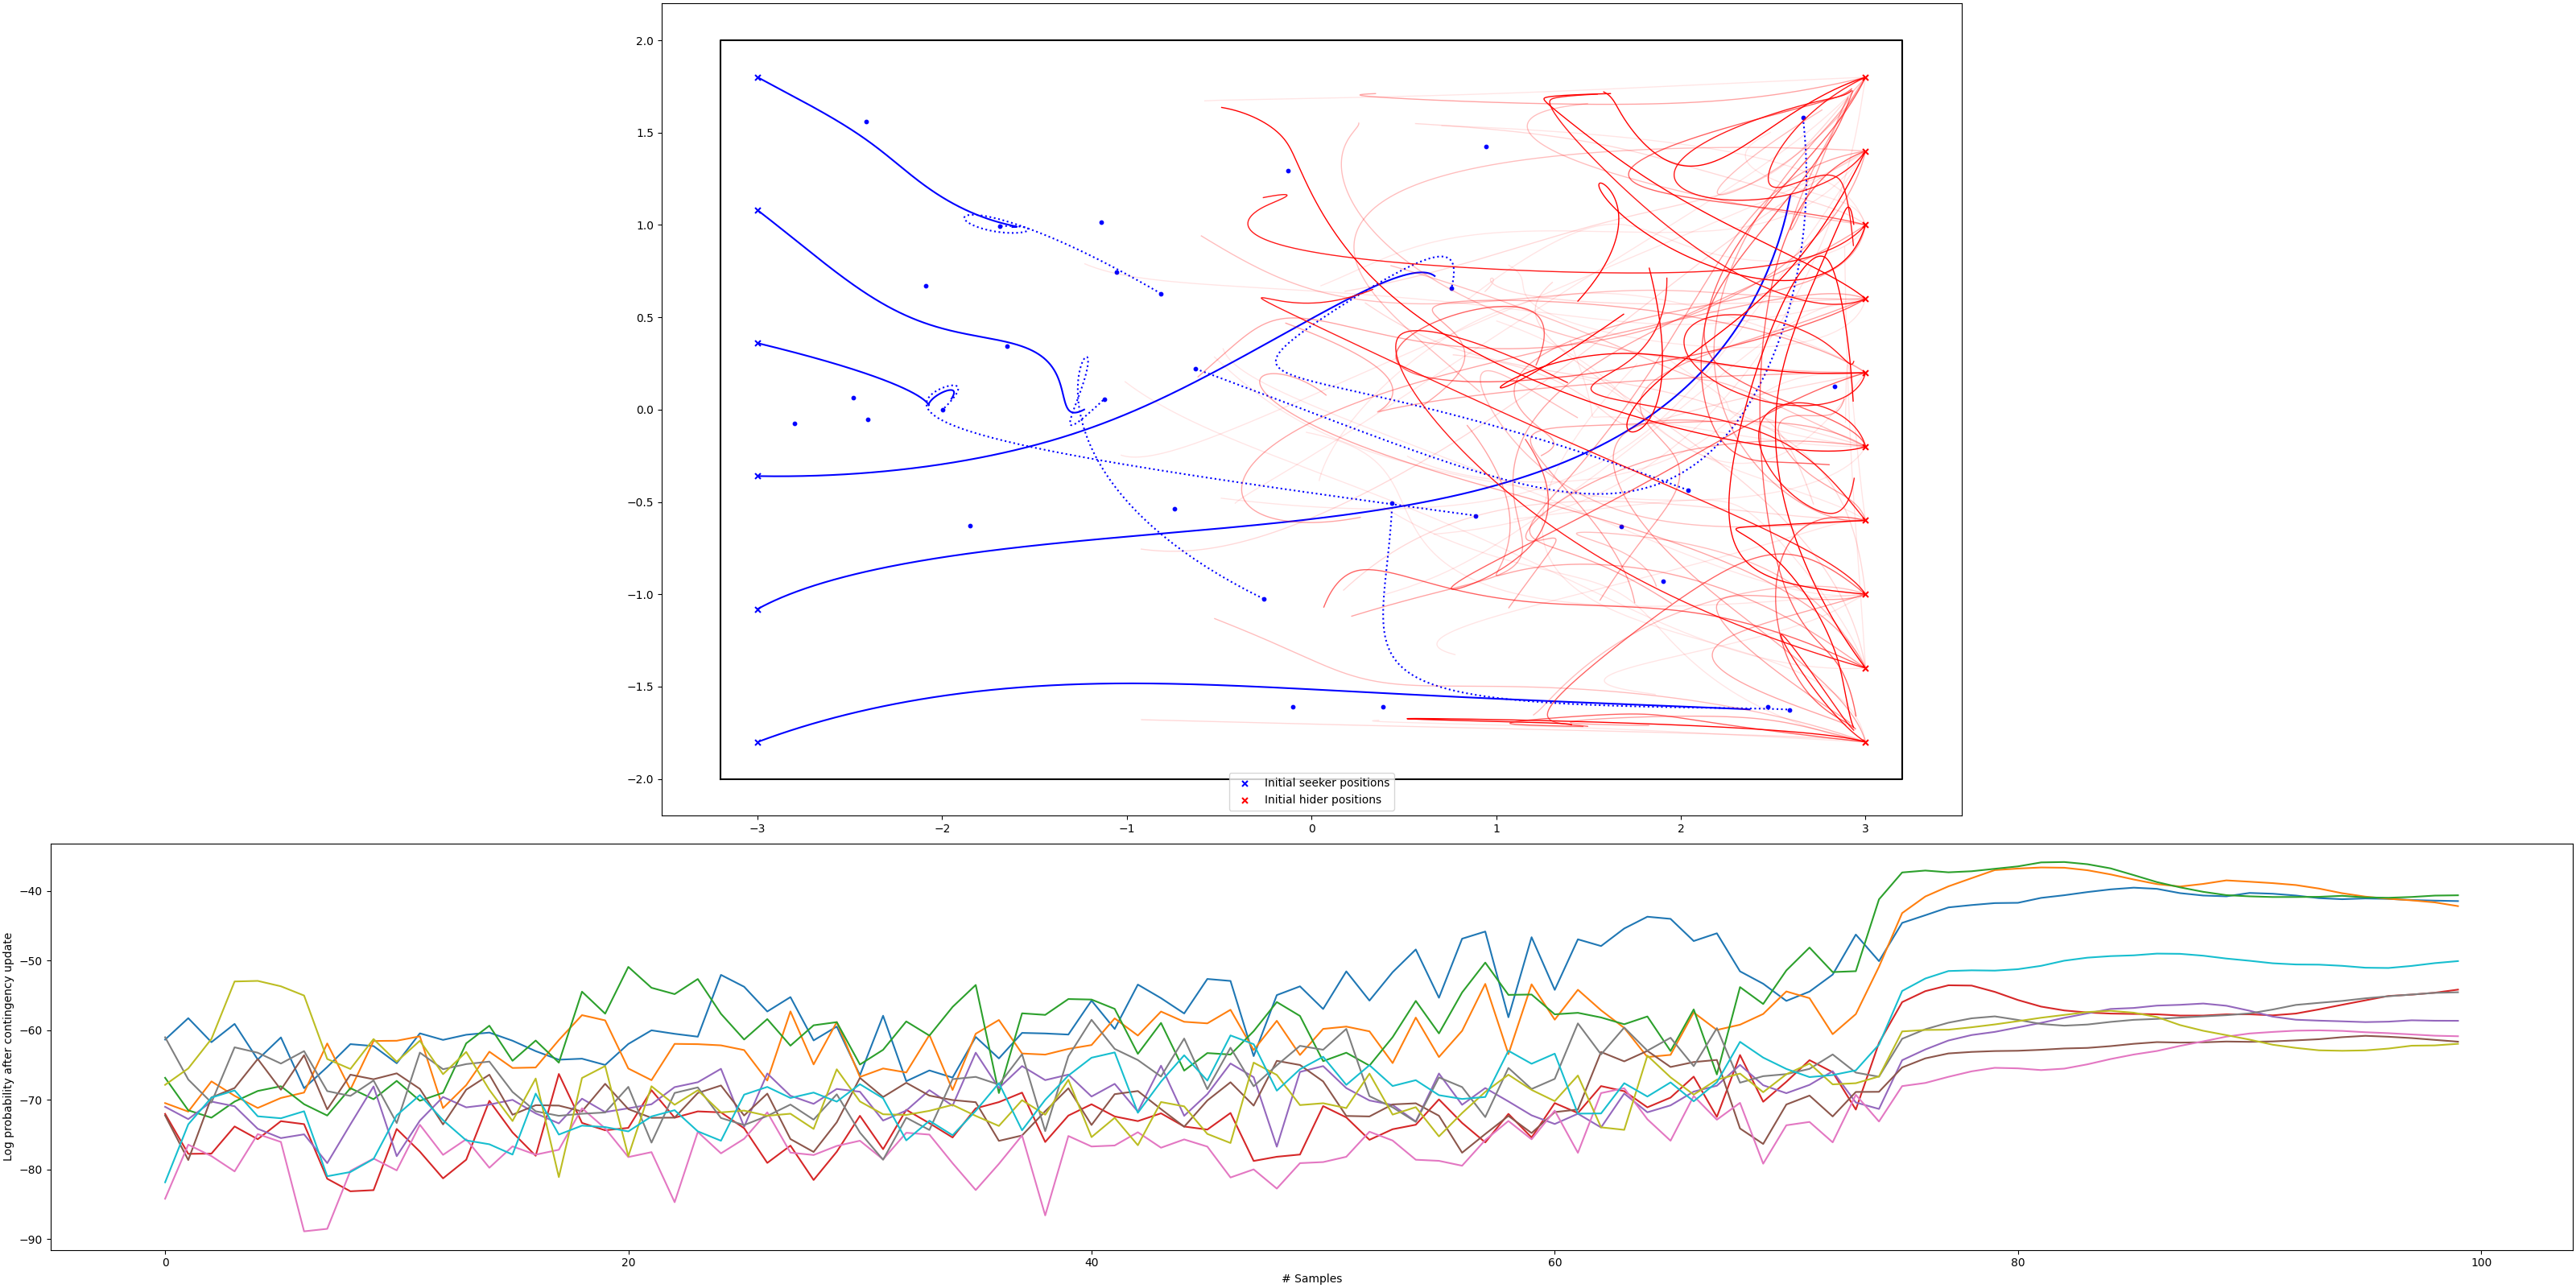 2.0
1.5
1.0
0.5
0.0
−0.5
−1.0
−1.5
−2.0
Initial seeker positions
Initial hider positions
−3 −2 −1 0 1 2 3
Log probability after contingency update
−40
−50
−60
−70
−80
−90
0 20 40 60 80 100
# Samples